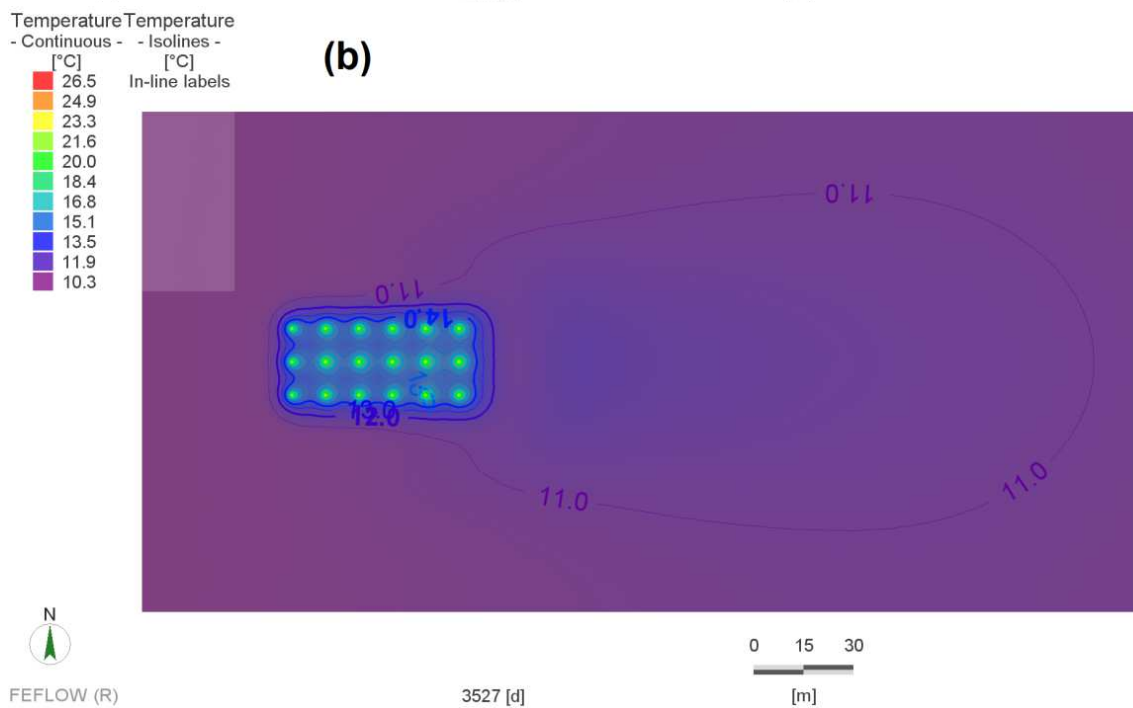 Temperature Temperature
- Continuous - - Isolines -
[°C] [°C]
In-line labels
(b)
26.5
24.9
23.3
21.6
20.0
18.4
16.8
15.1
13.5
11.9
10.3
11.0
11.0
14.0
13.0
12.0
11.0
11.0
N
0 15 30
FEFLOW (R)
3527 [d]
[m]